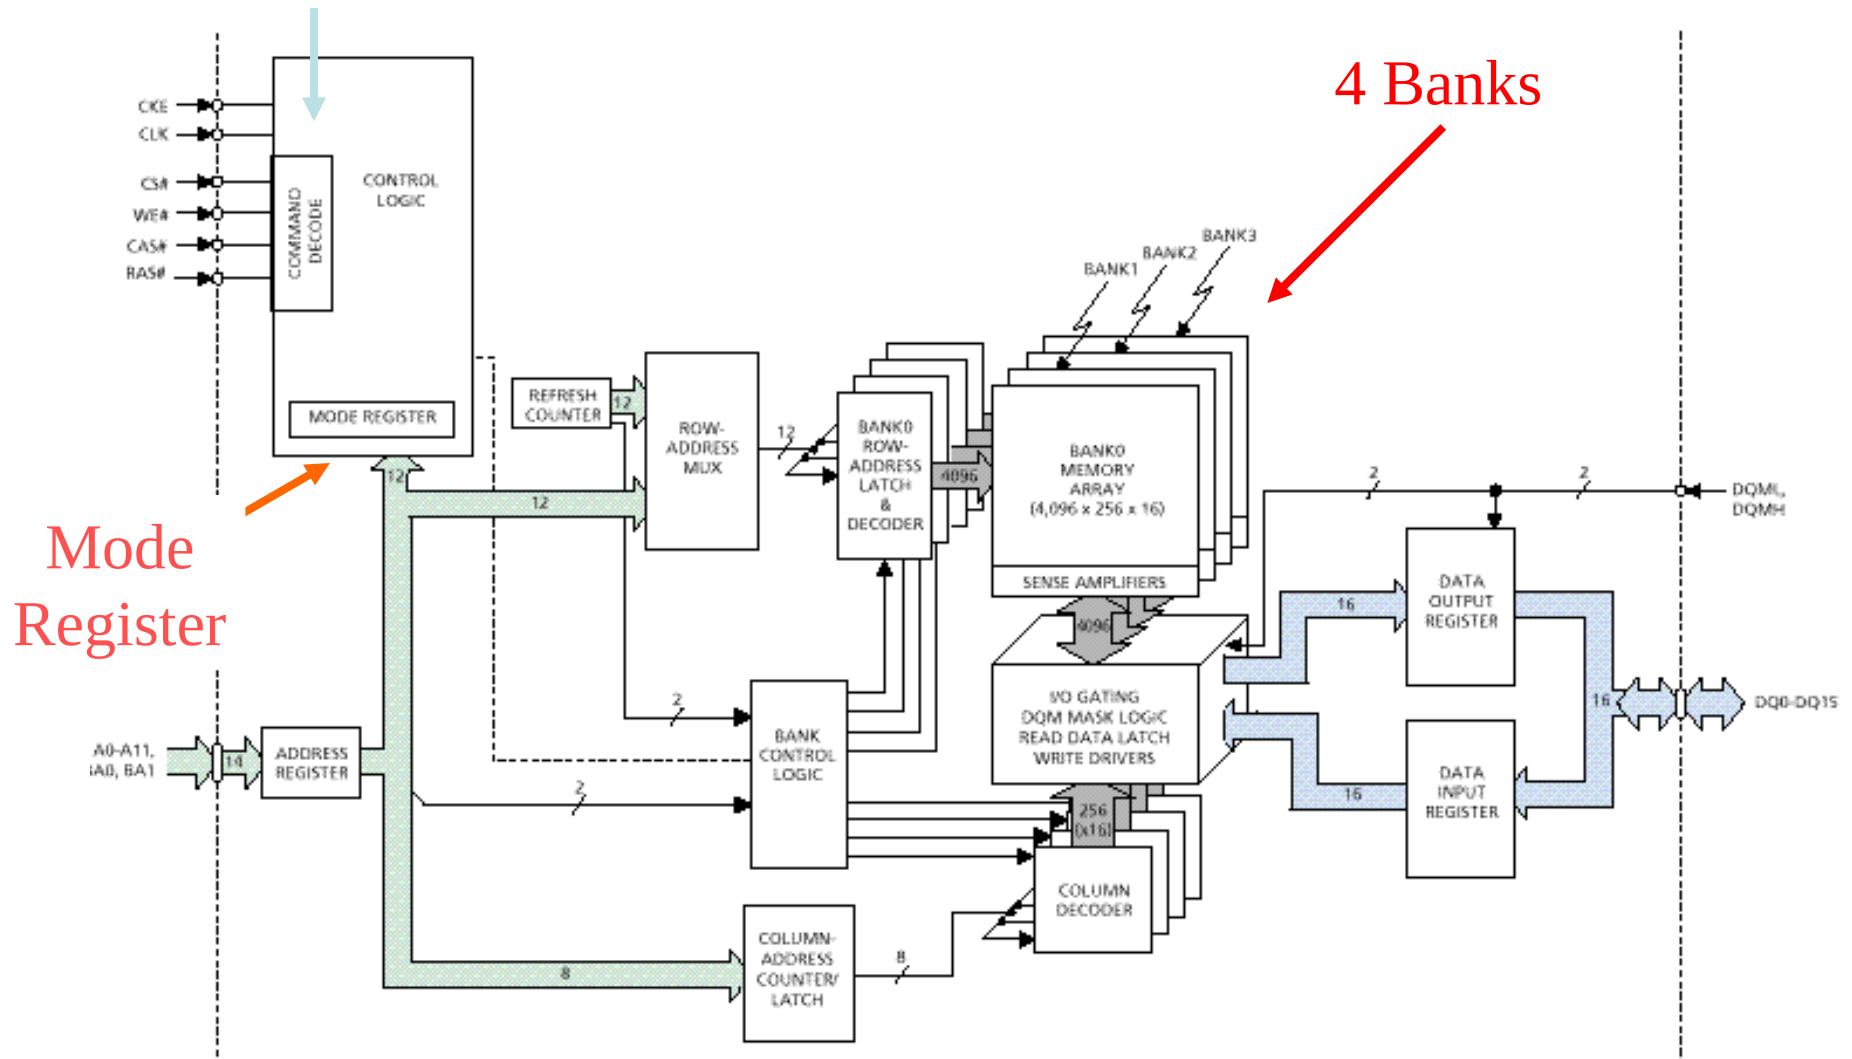 4 Banks
CKE
CLK
CS#
WE#
CAS#
RAS#
COMMAND
DECODE
CONTROL
LOGIC
MODE REGISTER
BANK1
BANK2
BANK3
REFRESH
COUNTER
12
ROW-
ADDRESS
MUX
12
12
12
BANK0
ROW-
ADDRESS
LATCH
&
DECODER
4096
BANK0
MEMORY
ARRAY
(4,096 x 256 x 16)
SENSE AMPLIFIERS
4096
2
2
DQML,
DQMH
Mode
Register
DATA
OUTPUT
REGISTER
16
I/O GATING
DQM MASK LOGIC
READ DATA LATCH
WRITE DRIVERS
16
DQ0-DQ15
2
BANK
CONTROL
LOGIC
A0-A11,
BA0, BA1
14
ADDRESS
REGISTER
2
DATA
INPUT
REGISTER
16
256
(x16)
COLUMN
DECODER
8
COLUMN-
ADDRESS
COUNTER/
LATCH
8